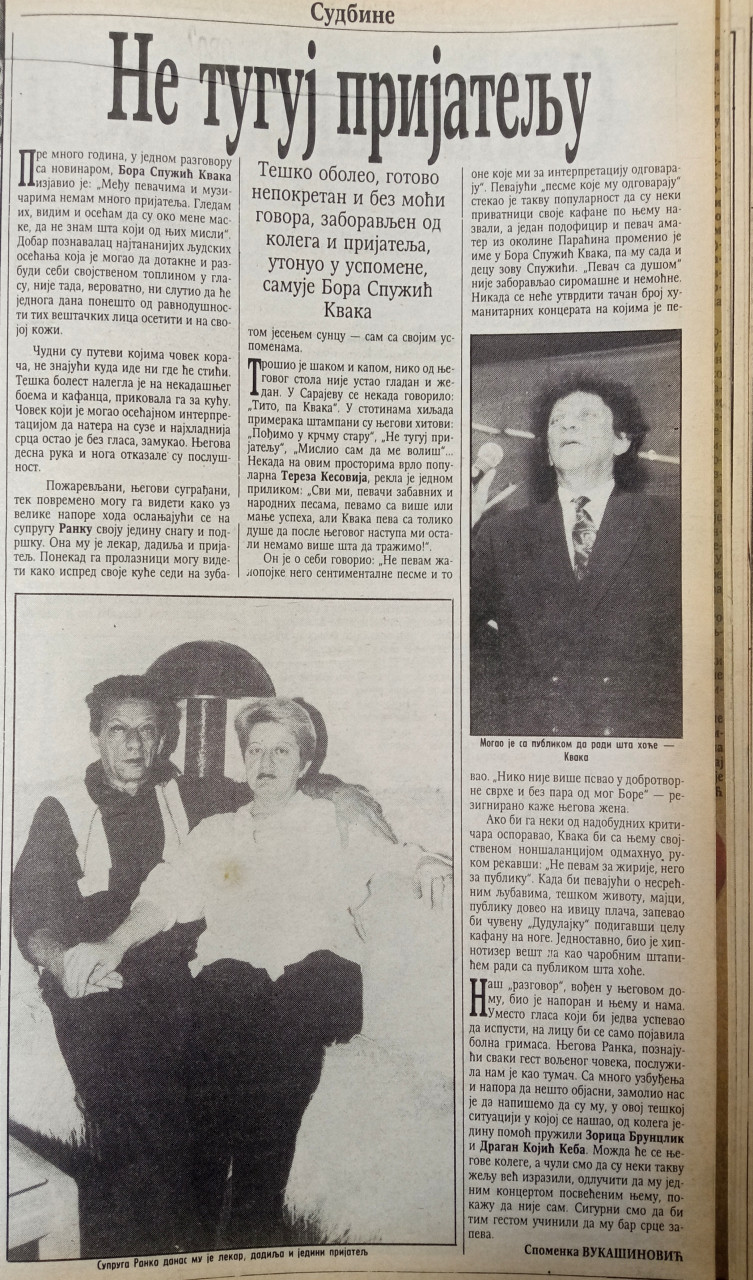 Судбине
Не тугуј пријатељу
Пре много година, у једном разговору
са новинаром, Бора Спужић Квака
изјавио је: „Међу певачима и музи-
чарима немам много пријатеља. Гледам
их, видим и осећам да су око мене мас-
ке, да не знам шта који од њих мисли“.
Добар познавалац најтананијих људских
осећања која је могао да дотакне и раз-
буди себи својственом топлином у гла-
су, није тада, вероватно, ни слутио да ће
једнога дана понешто од равнодушнос-
ти тих вештачких лица осетити и на сво-
јој кожи.
Чудни су путеви којима човек кора-
ча, не знајући куда иде ни где ће стићи.
Тешка болест налегла је на некадашњег
боема и кафанца, приковала га за кућу.
Човек који је могао осећајном интерпре-
тацијом да натера на сузе и најхладнија
срца остао је без гласа, замукао. Његова
десна рука и нога отказале су послуш-
ност.
Пожаревљани, његови суграђани,
тек повремено могу га видети како уз
велике напоре хода ослањајући се на
супругу Ранку своју једину снагу и под-
ршку. Она му је лекар, дадиља и прија-
тељ. Понекад га пролазници могу виде-
ти како испред своје куће седи на зуба-
Тешко оболео, готово
непокретан и без моћи
говора, заборављен од
колега и пријатеља,
утонуо у успомене,
самује Бора Спужић
Квака
том јесењем сунцу — сам са својим ус-
поменама.
Трошио је шаком и капом, нико од ње-
говог стола није устао гладан и же-
дан. У Сарајеву се некада говорило:
„Тито, па Квака“. У стотинама хиљада
примерака штампани су његови хитови:
„Пођимо у крчму стару“, „Не тугуј при-
јатељу“, „Мислио сам да ме волиш“...
Некада на овим просторима врло попу-
ларна Тереза Кесовија, рекла је једном
приликом: „Сви ми, певачи забавних и
народних песама, певамо са више или
мање успеха, али Квака пева са толико
душе да после његовог наступа ми оста-
ли немамо више шта да тражимо!“.
Он је о себи говорио: „Не певам жа-
лопојке него сентименталне песме и то
оне које ми за интерпретацију одговара-
ју“. Певајући „песме које му одговарају“
стекао је такву популарност да су неки
приватници своје кафане по њему на-
звали, а један подофицир и певач ама-
тер из околине Параћина променио је
име у Бора Спужић Квака, па му сада и
децу зову Спужићи. „Певач са душом“
није заборављао сиромашне и немоћне.
Никада се неће утврдити тачан број ху-
манитарних концерата на којима је пе-
Могао је са публиком да ради шта хоће —
Квака
вао. „Нико није више псвао у добротвор-
не сврхе и без пара од мог Боре“ — ре-
зигнирано каже његова жена.
Ако би га неки од надобудних крити-
чара оспоравао, Квака би са њему свој-
ственом ноншаланцијом одмахнуо руком
рекавши: „Не певам за жирије, него
за публику“. Када би певајући о несрећ-
ним љубавима, тешком животу, мајци,
публику довео на ивицу плача, запевао
би чувену „Дудулајку“ подигавши целу
кафану на ноге. Једноставно, био је хип-
нотизер вешт па као чаробним штапи-
ћем ради са публиком шта хоће.
Наш „разговор“, вођен у његовом до-
му, био је напоран и њему и нама.
Уместо гласа који би једва успевао
да испусти, на лицу би се само појавила
болна гримаса. Његова Ранка, познају-
ћи сваки гест вољеног човека, послужи-
ла нам је као тумач. Са много узбуђења
и напора да нешто објасни, замолио нас
је да напишемо да су му, у овој тешкој
ситуацији у којој се нашао, од колега је-
дину помоћ пружили Зорица Брунцлик
и Драган Којић Кеба. Можда ће се ње-
гове колеге, а чули смо да су неки такву
жељу већ изразили, одлучити да му јед-
ним концертом посвећеним њему, по-
кажу да није сам. Сигурни смо да би
тим гестом учинили да му бар срце за-
пева.
Споменка ВУКАШИНОВИЋ
Супруга Ранка данас му је лекар, дадиља и једини пријатељ